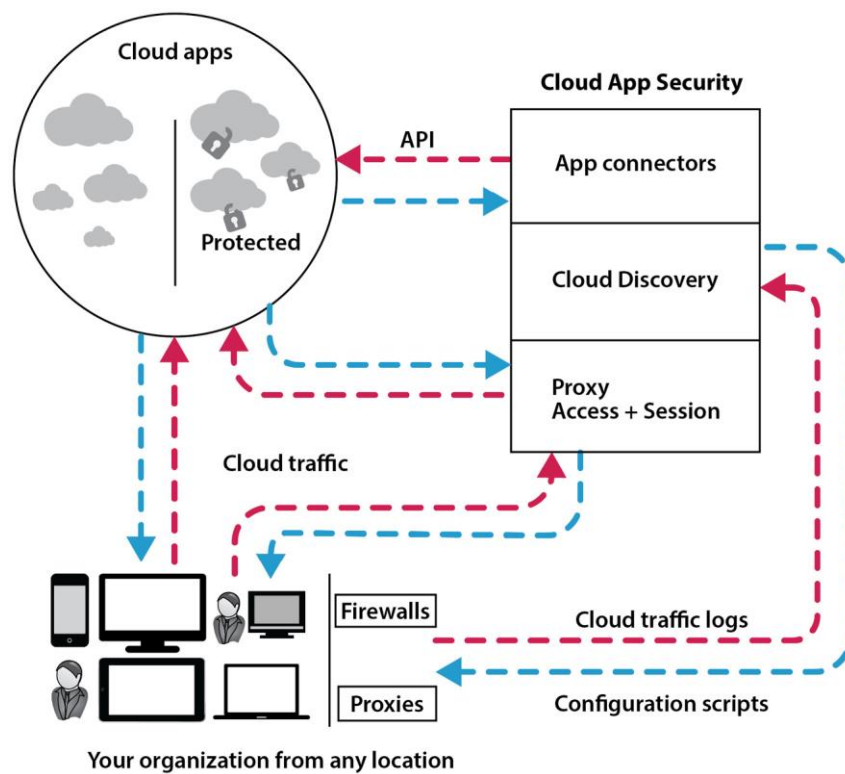 Cloud apps
Protected
Cloud App Security
API
App connectors
Cloud Discovery
Proxy
Access + Session
Cloud traffic
Firewalls
Cloud traffic logs
Proxies
Configuration scripts
Your organization from any location